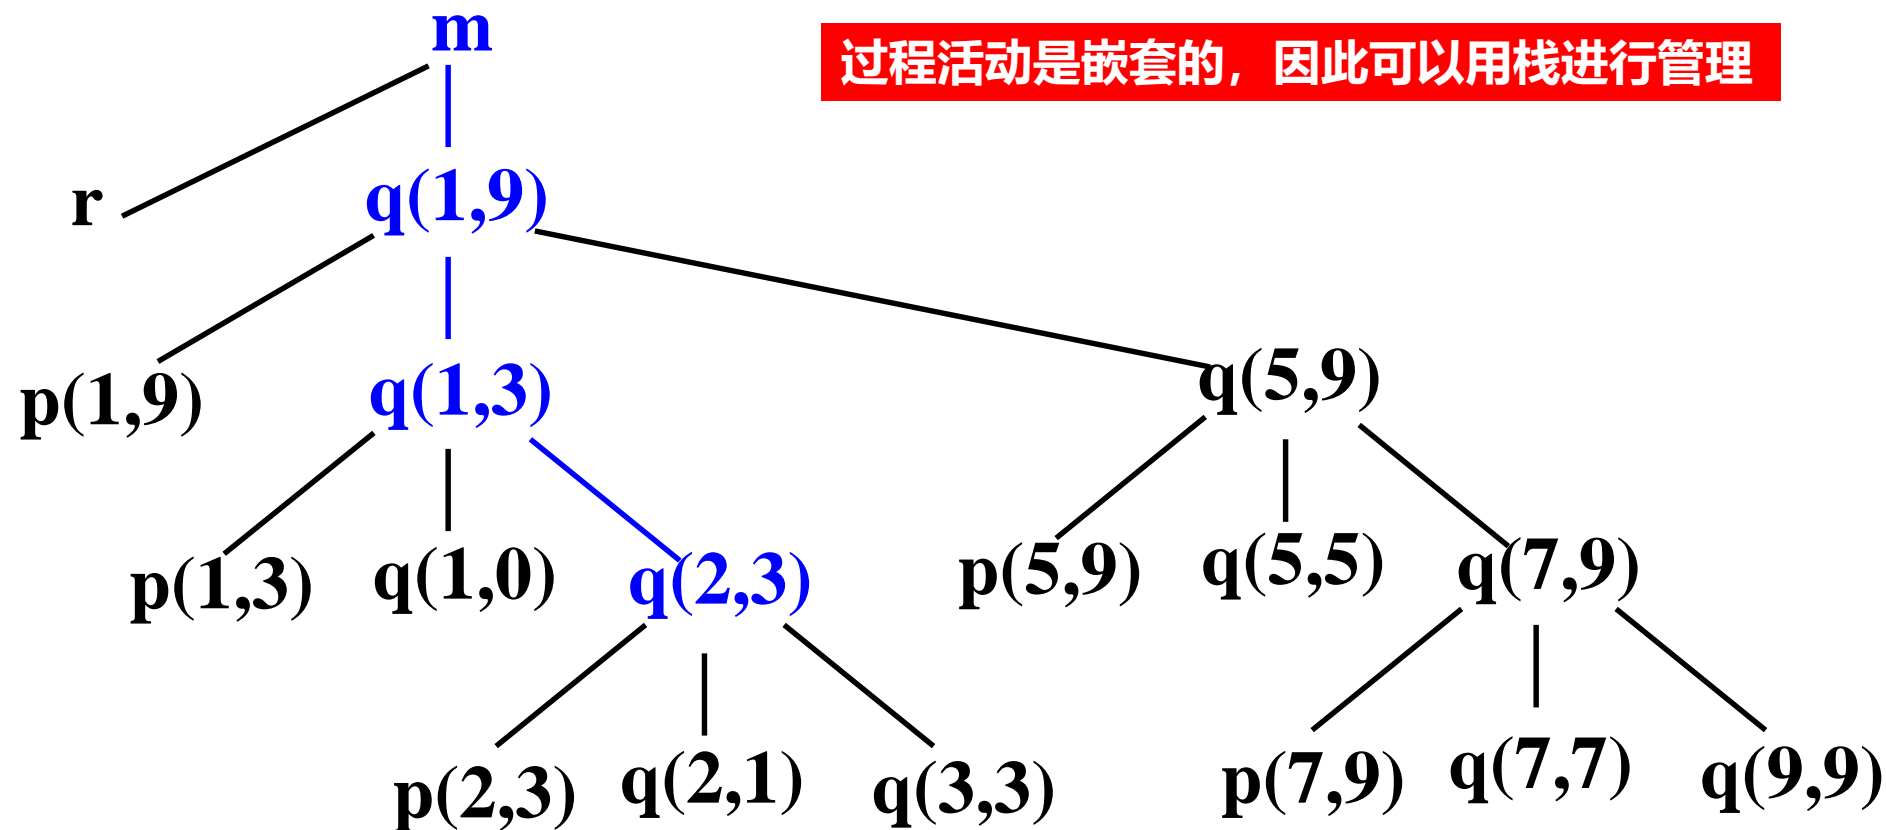 m
过程活动是嵌套的，因此可以用栈进行管理
r
q(1,9)
p(1,9)
q(1,3)
q(5,9)
p(1,3)
q(1,0)
q(2,3)
p(5,9)
q(5,5)
q(7,9)
p(2,3)
q(2,1)
q(3,3)
p(7,9)
q(7,7)
q(9,9)